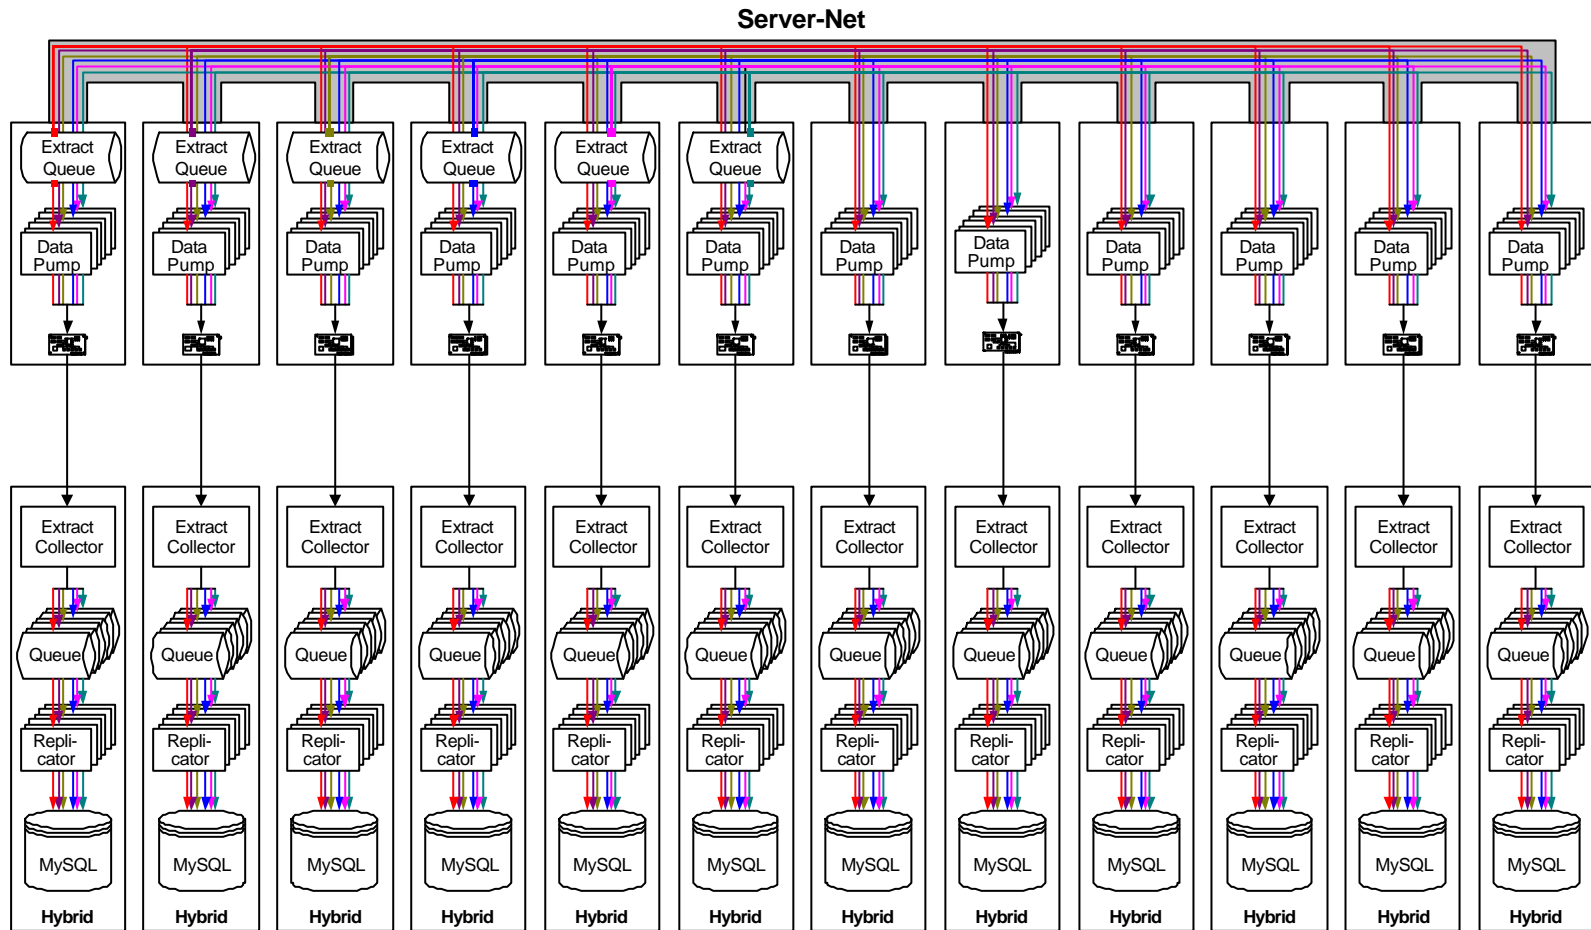 Server-Net
Extract Extract Extract Extract Extract Extract
Queue Queue Queue Queue Queue Queue
Data Data Data Data Data Data Data Data Data Data Data Data
Pump Pump Pump Pump Pump Pump Pump Pump Pump Pump Pump Pump
Extract Extract Extract Extract Extract Extract Extract Extract Extract Extract Extract Extract
Collector Collector Collector Collector Collector Collector Collector Collector Collector Collector Collector Collector
Queue Queue Queue Queue Queue Queue Queue Queue Queue Queue Queue Queue
Repli- Repli- Repli- Repli- Repli- Repli- Repli- Repli- Repli- Repli- Repli- Repli-
cator cator cator cator cator cator cator cator cator cator cator cator
MySQL MySQL MySQL MySQL MySQL MySQL MySQL MySQL MySQL MySQL MySQL MySQL
Hybrid Hybrid Hybrid Hybrid Hybrid Hybrid Hybrid Hybrid Hybrid Hybrid Hybrid Hybrid